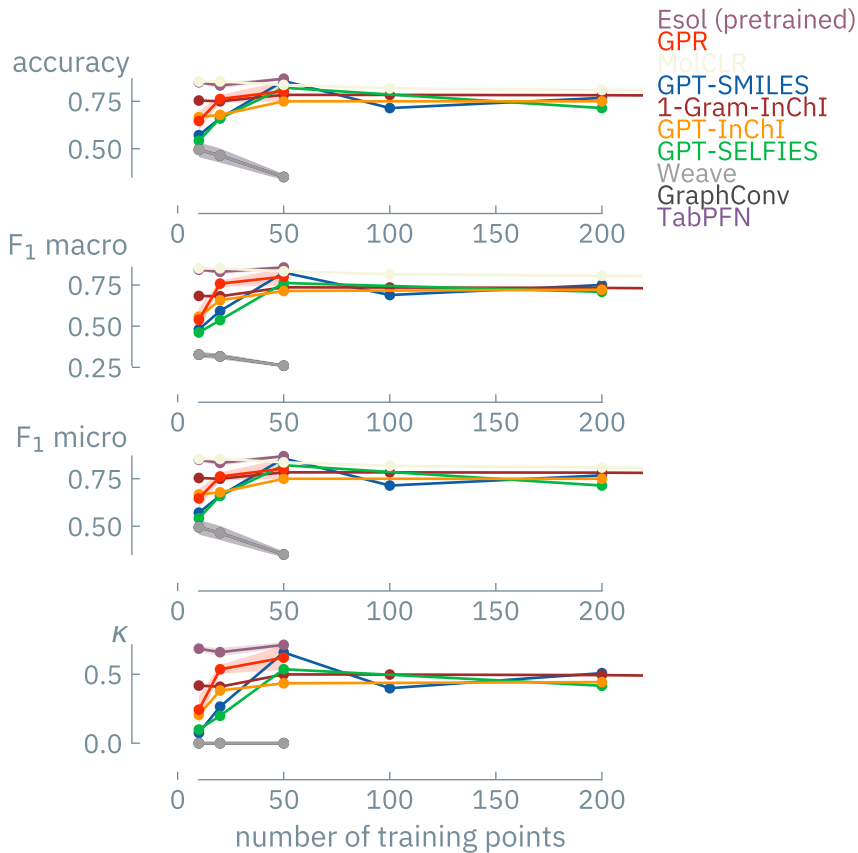 Esol (pretrained)
GPR
MolCLR
GPT-SMILES
1-Gram-InChI
GPT-InChI
GPT-SELFIES
Weave
GraphConv
TabPFN
accuracy
0.75
0.50
0 50 100 150 200
F₁ macro
0.75
0.50
0.25
0 50 100 150 200
F₁ micro
0.75
0.50
0 50 100 150 200
κ
0.5
0.0
0 50 100 150 200
number of training points